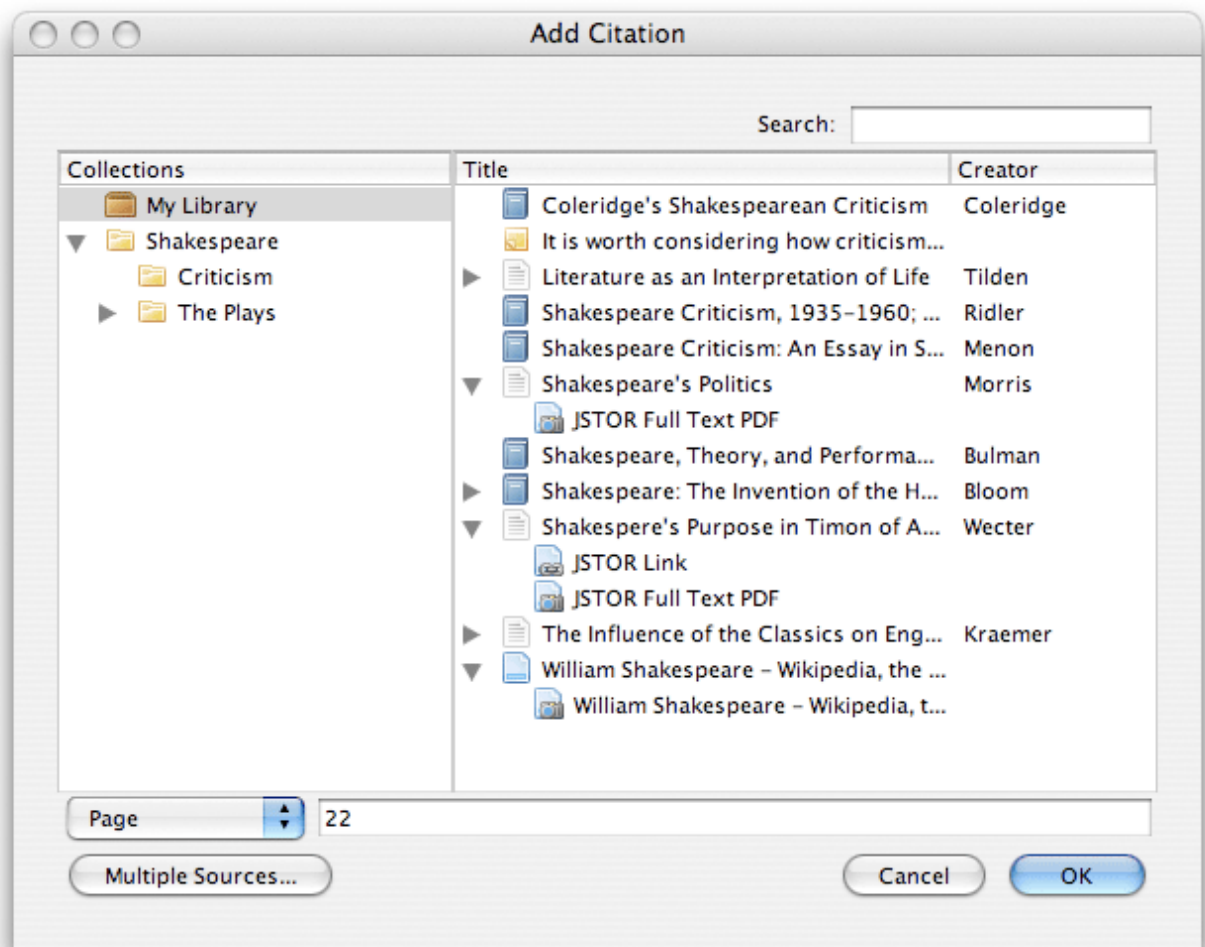 Add Citation
Search:
Collections
Title
Creator
My Library
Shakespeare
Criticism
The Plays
Coleridge's Shakespearean Criticism Coleridge
It is worth considering how criticism...
Literature as an Interpretation of Life Tilden
Shakespeare Criticism, 1935–1960; ... Ridler
Shakespeare Criticism: An Essay in S... Menon
Shakespeare's Politics Morris
JSTOR Full Text PDF
Shakespeare, Theory, and Performa... Bulman
Shakespeare: The Invention of the H... Bloom
Shakespere's Purpose in Timon of A... Wecter
JSTOR Link
JSTOR Full Text PDF
The Influence of the Classics on Eng... Kraemer
William Shakespeare – Wikipedia, the ...
William Shakespeare – Wikipedia, t...
Page 22
Multiple Sources... Cancel OK